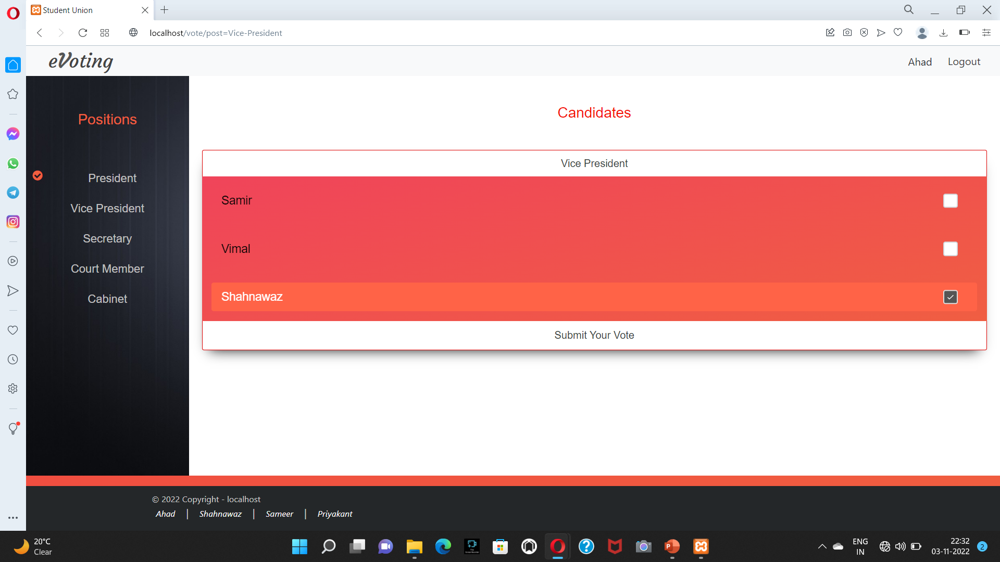 Student Union
localhost/vote/post=Vice-President
eVoting
Ahad Logout
Positions
President
Vice President
Secretary
Court Member
Cabinet
Candidates
Vice President
Samir
Vimal
Shahnawaz
Submit Your Vote
© 2022 Copyright - localhost
Ahad | Shahnawaz | Sameer | Priyakant
20°C
Clear
ENG
IN
22:32
03-11-2022
2